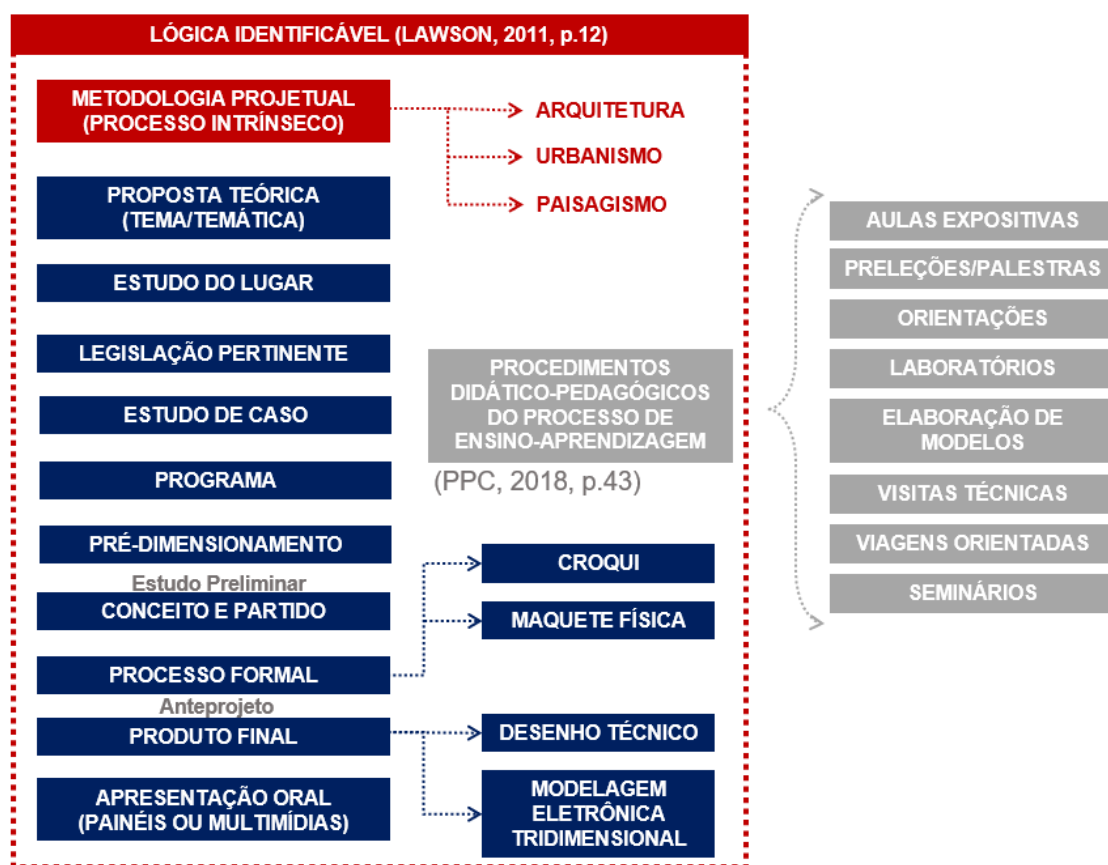 LÓGICA IDENTIFICÁVEL (LAWSON, 2011, p.12)
METODOLOGIA PROJETUAL
(PROCESSO INTRÍNSECO)
ARQUITETURA
URBANISMO
PAISAGISMO
PROPOSTA TEÓRICA
(TEMA/TEMÁTICA)
ESTUDO DO LUGAR
LEGISLAÇÃO PERTINENTE
ESTUDO DE CASO
PROGRAMA
PRÉ-DIMENSIONAMENTO
Estudo Preliminar
CONCEITO E PARTIDO
PROCESSO FORMAL
Anteprojeto
PRODUTO FINAL
APRESENTAÇÃO ORAL
(PAINÉIS OU MULTIMÍDIAS)
PROCEDIMENTOS
DIDÁTICO-PEDAGÓGICOS
DO PROCESSO DE
ENSINO-APRENDIZAGEM
(PPC, 2018, p.43)
CROQUI
MAQUETE FÍSICA
DESENHO TÉCNICO
MODELAGEM
ELETRÔNICA
TRIDIMENSIONAL
AULAS EXPOSITIVAS
PRELEÇÕES/PALESTRAS
ORIENTAÇÕES
LABORATÓRIOS
ELABORAÇÃO DE
MODELOS
VISITAS TÉCNICAS
VIAGENS ORIENTADAS
SEMINÁRIOS